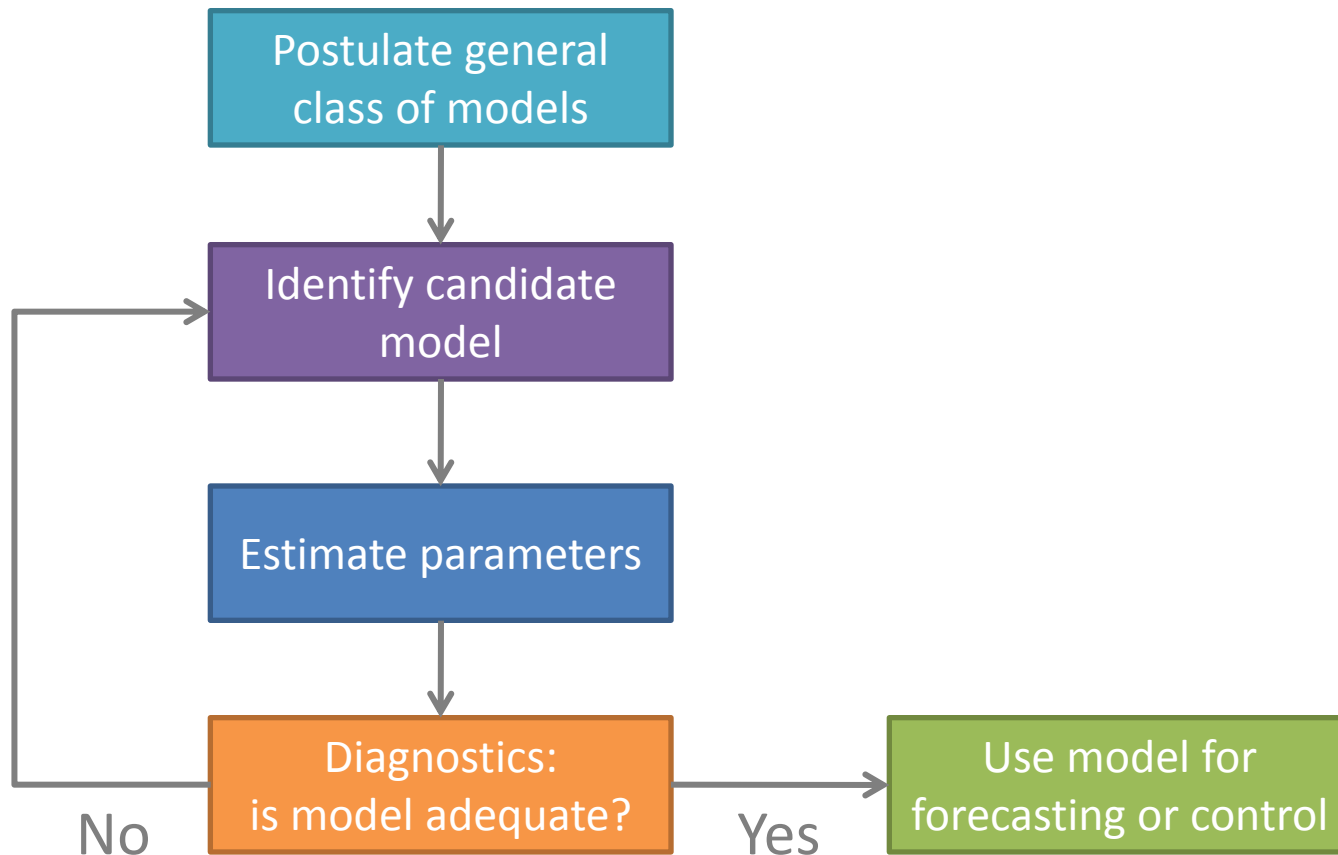 Postulate general
class of models
Identify candidate
model
Estimate parameters
Diagnostics:
is model adequate?
Use model for
forecasting or control
No
Yes